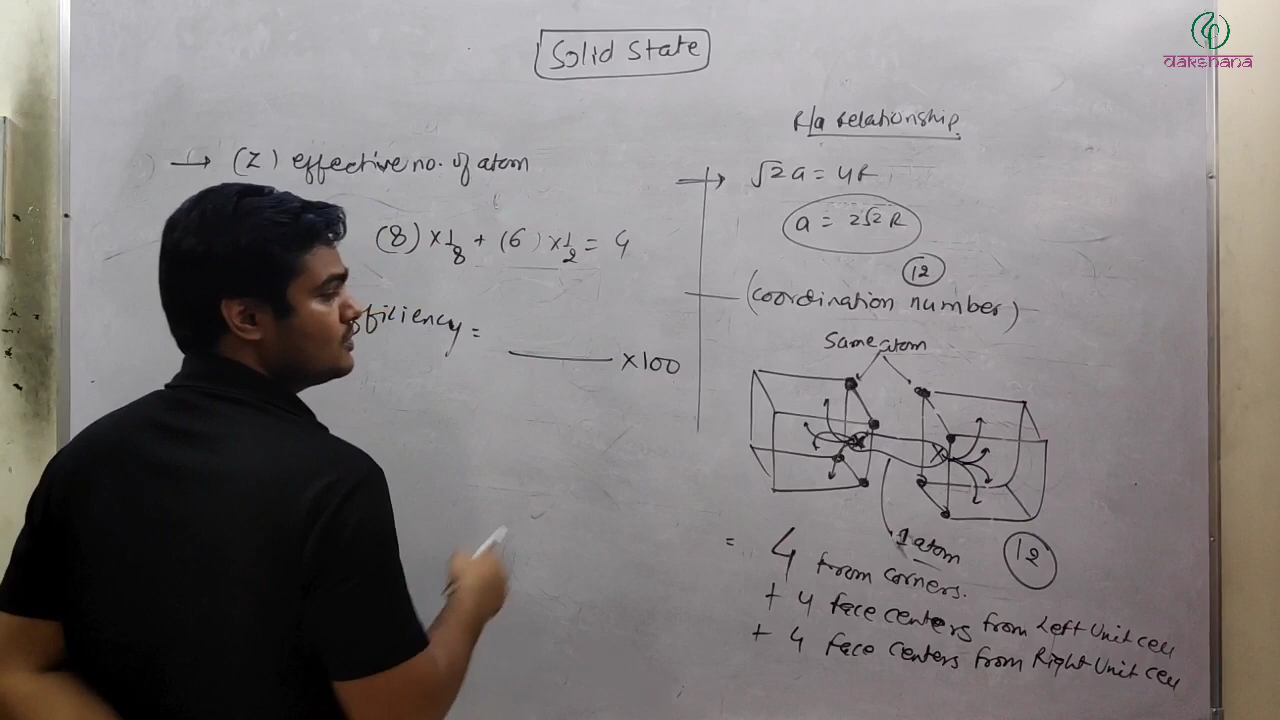 Solid State
dakshana
→ (Z) effective no. of atom
(8) × 1/8 + (6) × 1/2 = 4
fficiency = ——— × 100
R/a relationship
→ √2 a = 4R
a = 2√2 R
12
(coordination number)
Same atom
1 atom
12
= 4 from corners.
+ 4 face centers from Left Unit cell
+ 4 face centers from Right Unit cell